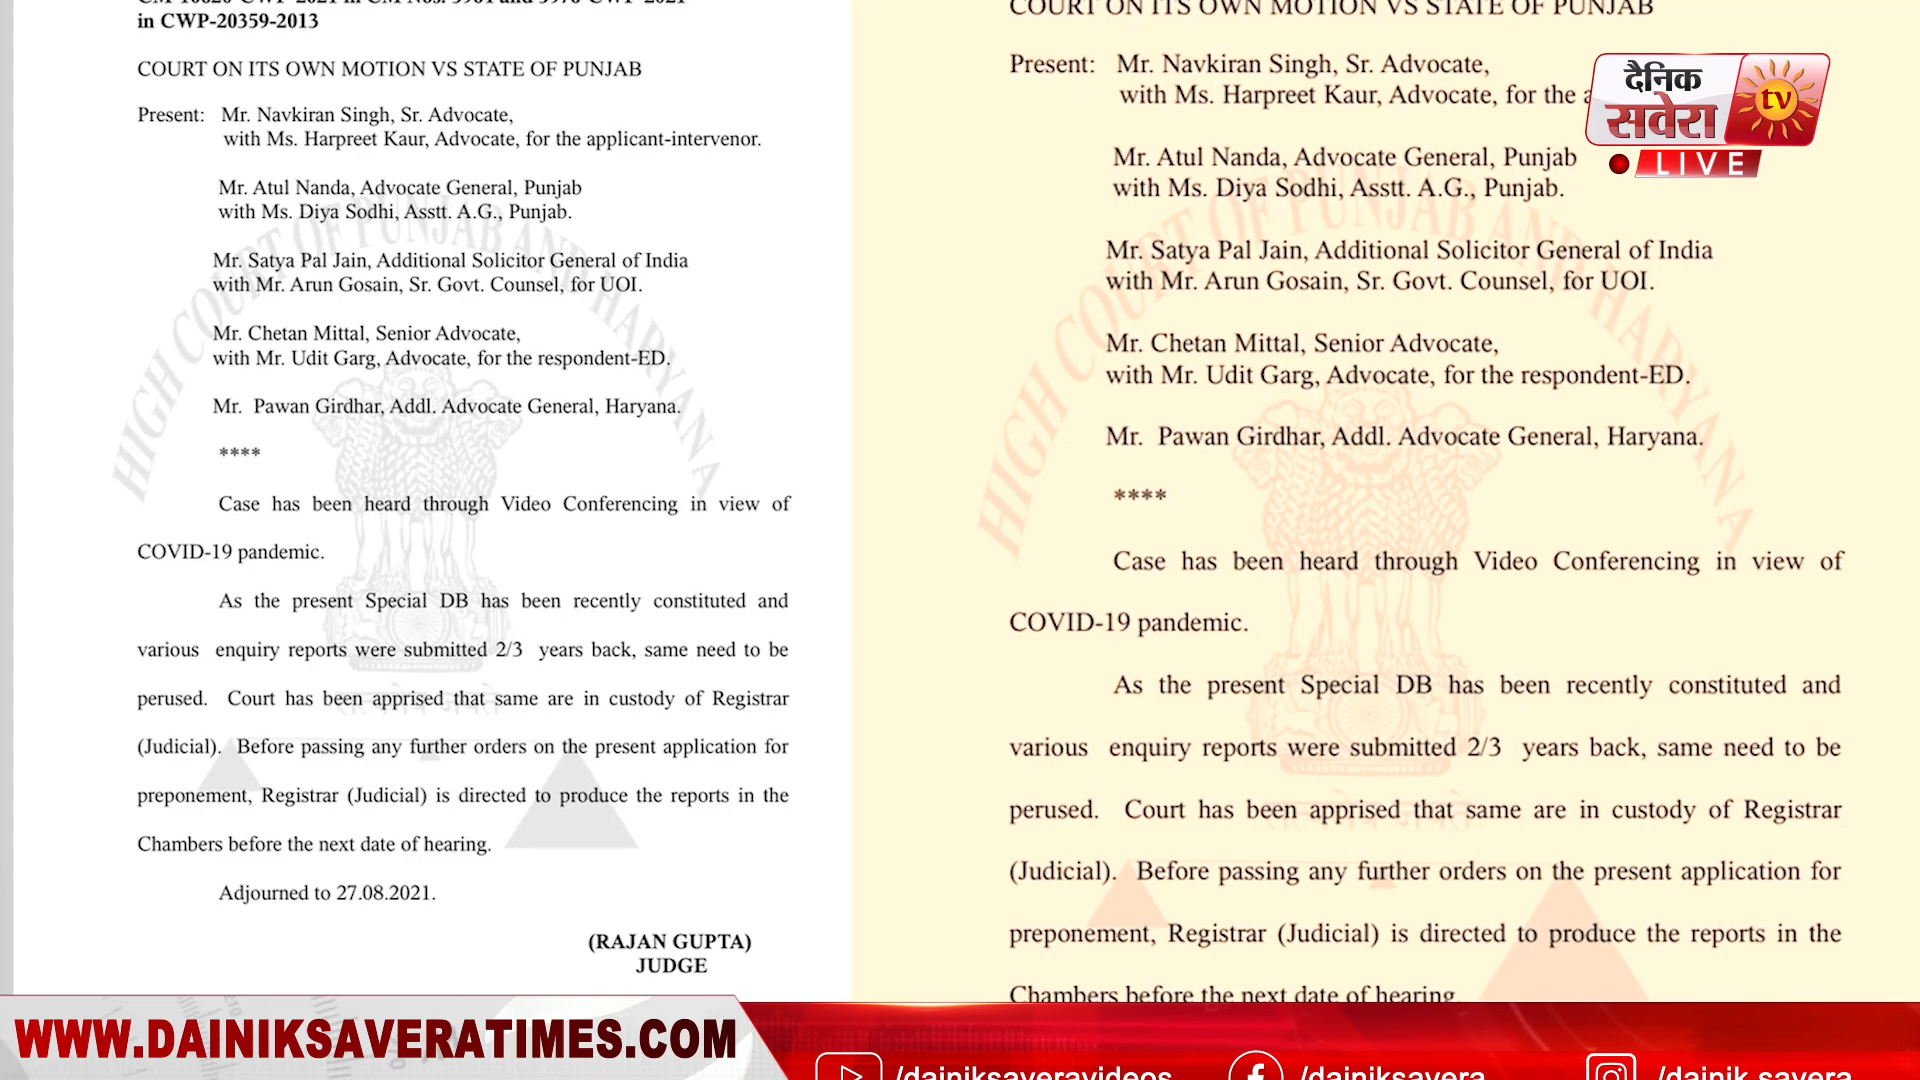 in CWP-20359-2013
COURT ON ITS OWN MOTION VS STATE OF PUNJAB
Present: Mr. Navkiran Singh, Sr. Advocate,
with Ms. Harpreet Kaur, Advocate, for the applicant-intervenor.
Mr. Atul Nanda, Advocate General, Punjab
with Ms. Diya Sodhi, Asstt. A.G., Punjab.
Mr. Satya Pal Jain, Additional Solicitor General of India
with Mr. Arun Gosain, Sr. Govt. Counsel, for UOI.
Mr. Chetan Mittal, Senior Advocate,
with Mr. Udit Garg, Advocate, for the respondent-ED.
Mr. Pawan Girdhar, Addl. Advocate General, Haryana.
****
Case has been heard through Video Conferencing in view of
COVID-19 pandemic.
As the present Special DB has been recently constituted and
various enquiry reports were submitted 2/3 years back, same need to be
perused. Court has been apprised that same are in custody of Registrar
(Judicial). Before passing any further orders on the present application for
preponement, Registrar (Judicial) is directed to produce the reports in the
Chambers before the next date of hearing.
Adjourned to 27.08.2021.
(RAJAN GUPTA)
JUDGE
HIGH COURT OF PUNJAB AND HARYANA
COURT ON ITS OWN MOTION VS STATE OF PUNJAB
Present: Mr. Navkiran Singh, Sr. Advocate,
with Ms. Harpreet Kaur, Advocate, for the
Mr. Atul Nanda, Advocate General, Punjab
with Ms. Diya Sodhi, Asstt. A.G., Punjab.
Mr. Satya Pal Jain, Additional Solicitor General of India
with Mr. Arun Gosain, Sr. Govt. Counsel, for UOI.
Mr. Chetan Mittal, Senior Advocate,
with Mr. Udit Garg, Advocate, for the respondent-ED.
Mr. Pawan Girdhar, Addl. Advocate General, Haryana.
****
Case has been heard through Video Conferencing in view of
COVID-19 pandemic.
As the present Special DB has been recently constituted and
various enquiry reports were submitted 2/3 years back, same need to be
perused. Court has been apprised that same are in custody of Registrar
(Judicial). Before passing any further orders on the present application for
preponement, Registrar (Judicial) is directed to produce the reports in the
Chambers before the next date of hearing.
HIGH COURT OF PUNJAB AND HARYANA
दैनिक
सवेरा
tv
LIVE
WWW.DAINIKSAVERATIMES.COM
/dainiksaveravideos
/dainiksavera
/dainik.savera